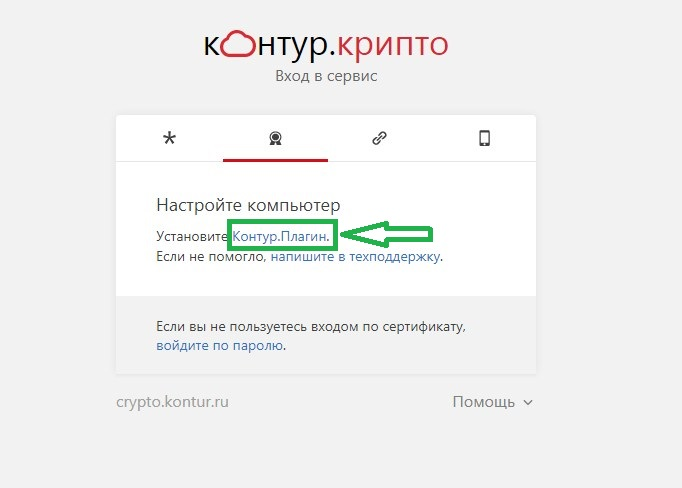 контур.крипто
Вход в сервис
Настройте компьютер
Установите Контур.Плагин.
Если не помогло, напишите в техподдержку.
Если вы не пользуетесь входом по сертификату,
войдите по паролю.
crypto.kontur.ru
Помощь